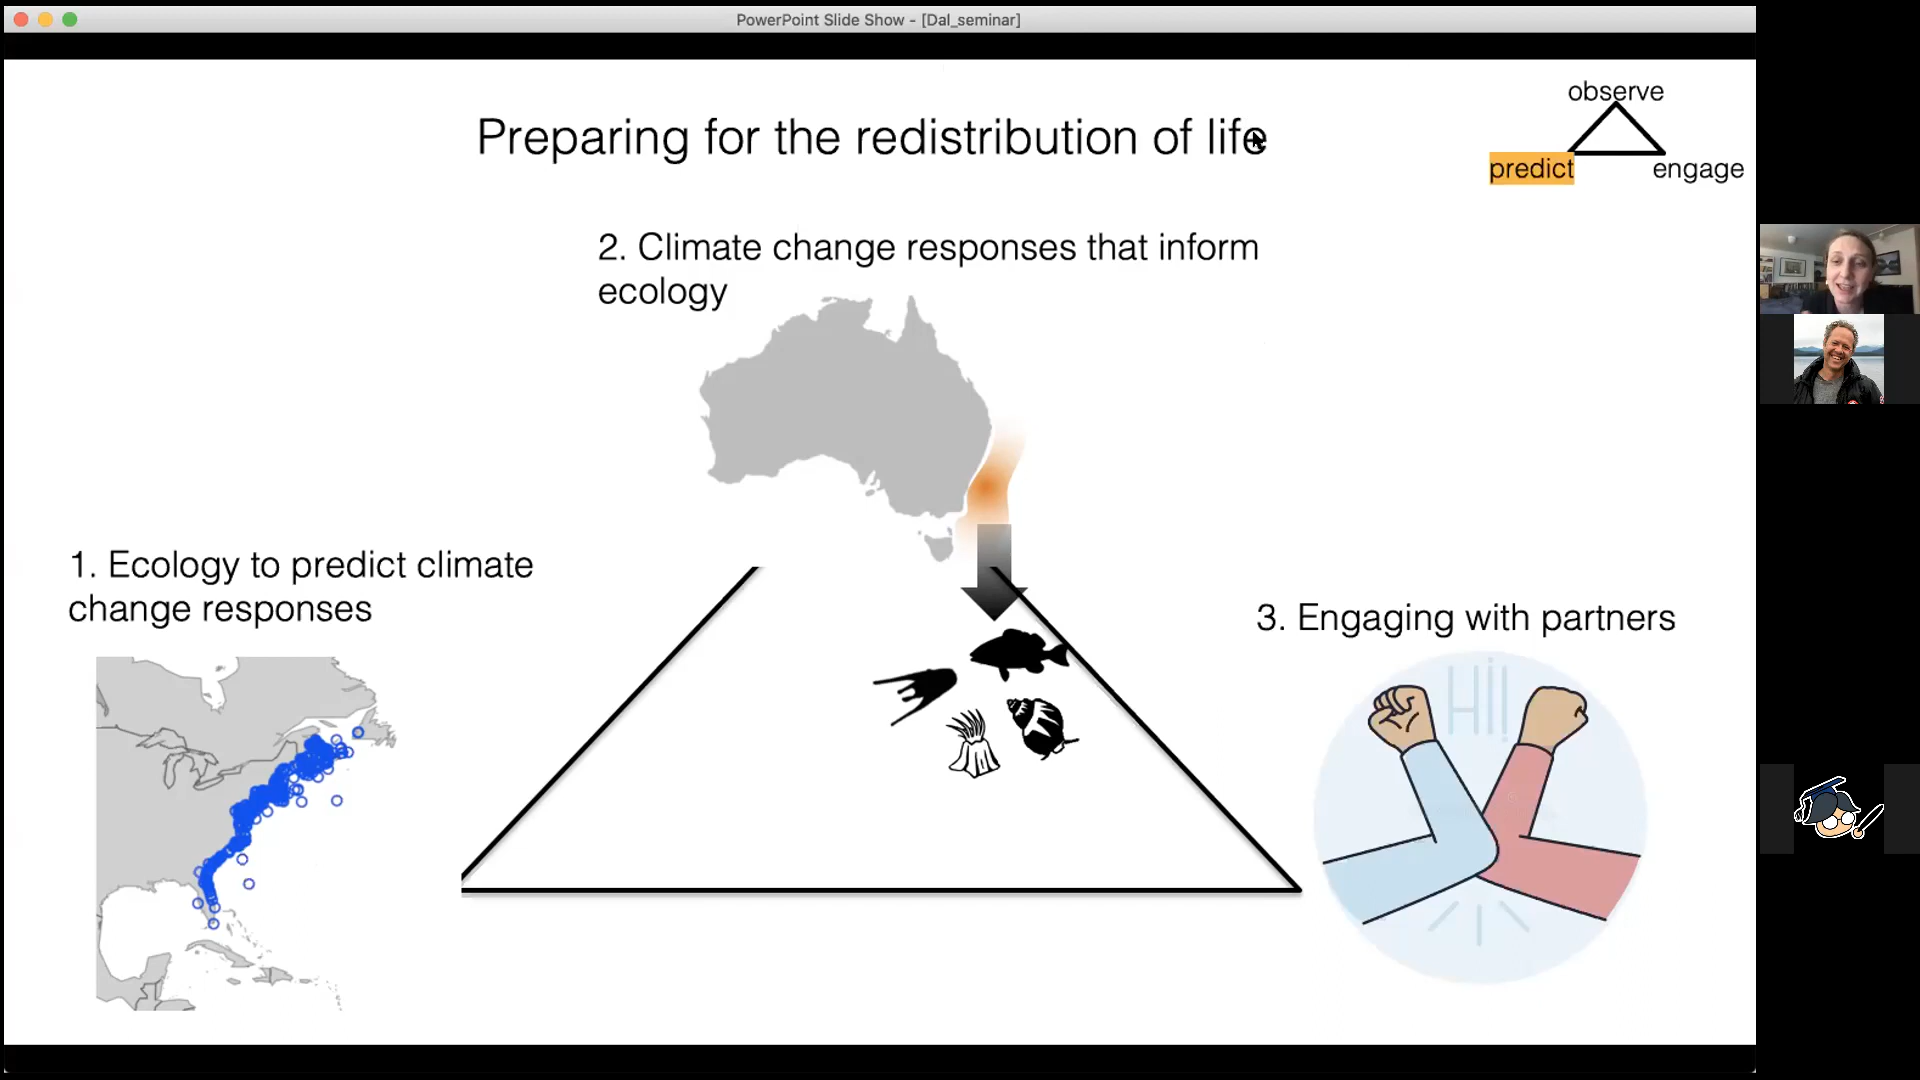 PowerPoint Slide Show - [Dal_seminar]
observe
Preparing for the redistribution of life
predict
engage
2. Climate change responses that inform
ecology
1. Ecology to predict climate
change responses
3. Engaging with partners
Hi!